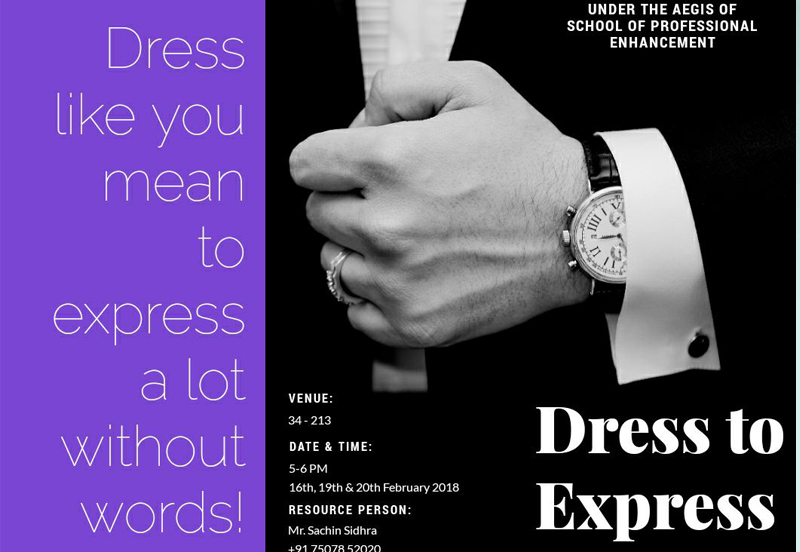 Dress
like you
mean
to
express
a lot
without
words!
UNDER THE AEGIS OF
SCHOOL OF PROFESSIONAL
ENHANCEMENT
VENUE:
34 - 213
DATE & TIME:
5-6 PM
16th, 19th & 20th February 2018
RESOURCE PERSON:
Mr. Sachin Sidhra
+91 75078 52020
Dress to
Express